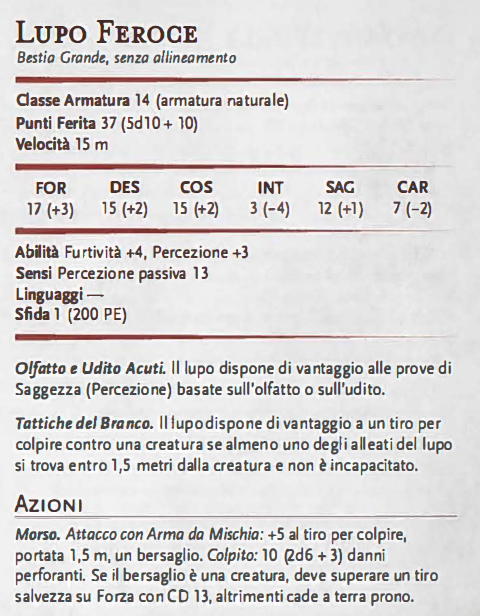 LUPO FEROCE
Bestia Grande, senza allineamento
Classe Armatura 14 (armatura naturale)
Punti Ferita 37 (5d10 + 10)
Velocità 15 m
FOR DES COS INT SAG CAR
17 (+3) 15 (+2) 15 (+2) 3 (−4) 12 (+1) 7 (−2)
Abilità Furtività +4, Percezione +3
Sensi Percezione passiva 13
Linguaggi —
Sfida 1 (200 PE)
Olfatto e Udito Acuti. Il lupo dispone di vantaggio alle prove di
Saggezza (Percezione) basate sull'olfatto o sull'udito.
Tattiche del Branco. Il lupo dispone di vantaggio a un tiro per
colpire contro una creatura se almeno uno degli alleati del lupo
si trova entro 1,5 metri dalla creatura e non è incapacitato.
AZIONI
Morso. Attacco con Arma da Mischia: +5 al tiro per colpire,
portata 1,5 m, un bersaglio. Colpito: 10 (2d6 + 3) danni
perforanti. Se il bersaglio è una creatura, deve superare un tiro
salvezza su Forza con CD 13, altrimenti cade a terra prono.